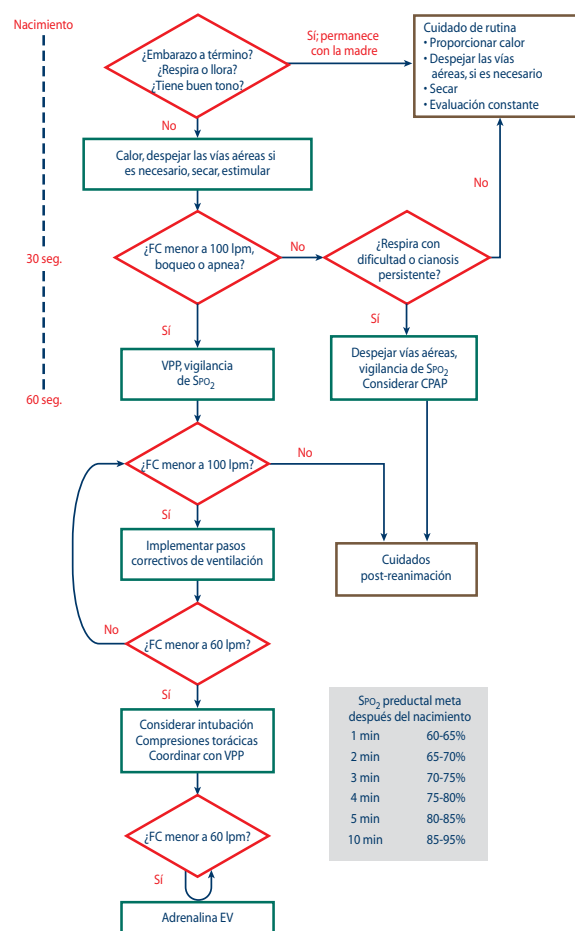 Nacimiento
¿Embarazo a término?
¿Respira o llora?
¿Tiene buen tono?
Sí; permanece
con la madre
Cuidado de rutina
• Proporcionar calor
• Despejar las vías
aéreas, si es necesario
• Secar
• Evaluación constante
No
Calor, despejar las vías aéreas si
es necesario, secar, estimular
No
30 seg.
¿FC menor a 100 lpm,
boqueo o apnea?
No
¿Respira con
dificultad o cianosis
persistente?
Sí
Sí
VPP, vigilancia
de SpO2
Despejar vías aéreas,
vigilancia de SpO2
Considerar CPAP
60 seg.
¿FC menor a 100 lpm?
No
Sí
Implementar pasos
correctivos de ventilación
Cuidados
post-reanimación
No
¿FC menor a 60 lpm?
Sí
Considerar intubación
Compresiones torácicas
Coordinar con VPP
SpO2 preductal meta
después del nacimiento
1 min 60-65%
2 min 65-70%
3 min 70-75%
4 min 75-80%
5 min 80-85%
10 min 85-95%
¿FC menor a 60 lpm?
Sí
Adrenalina EV